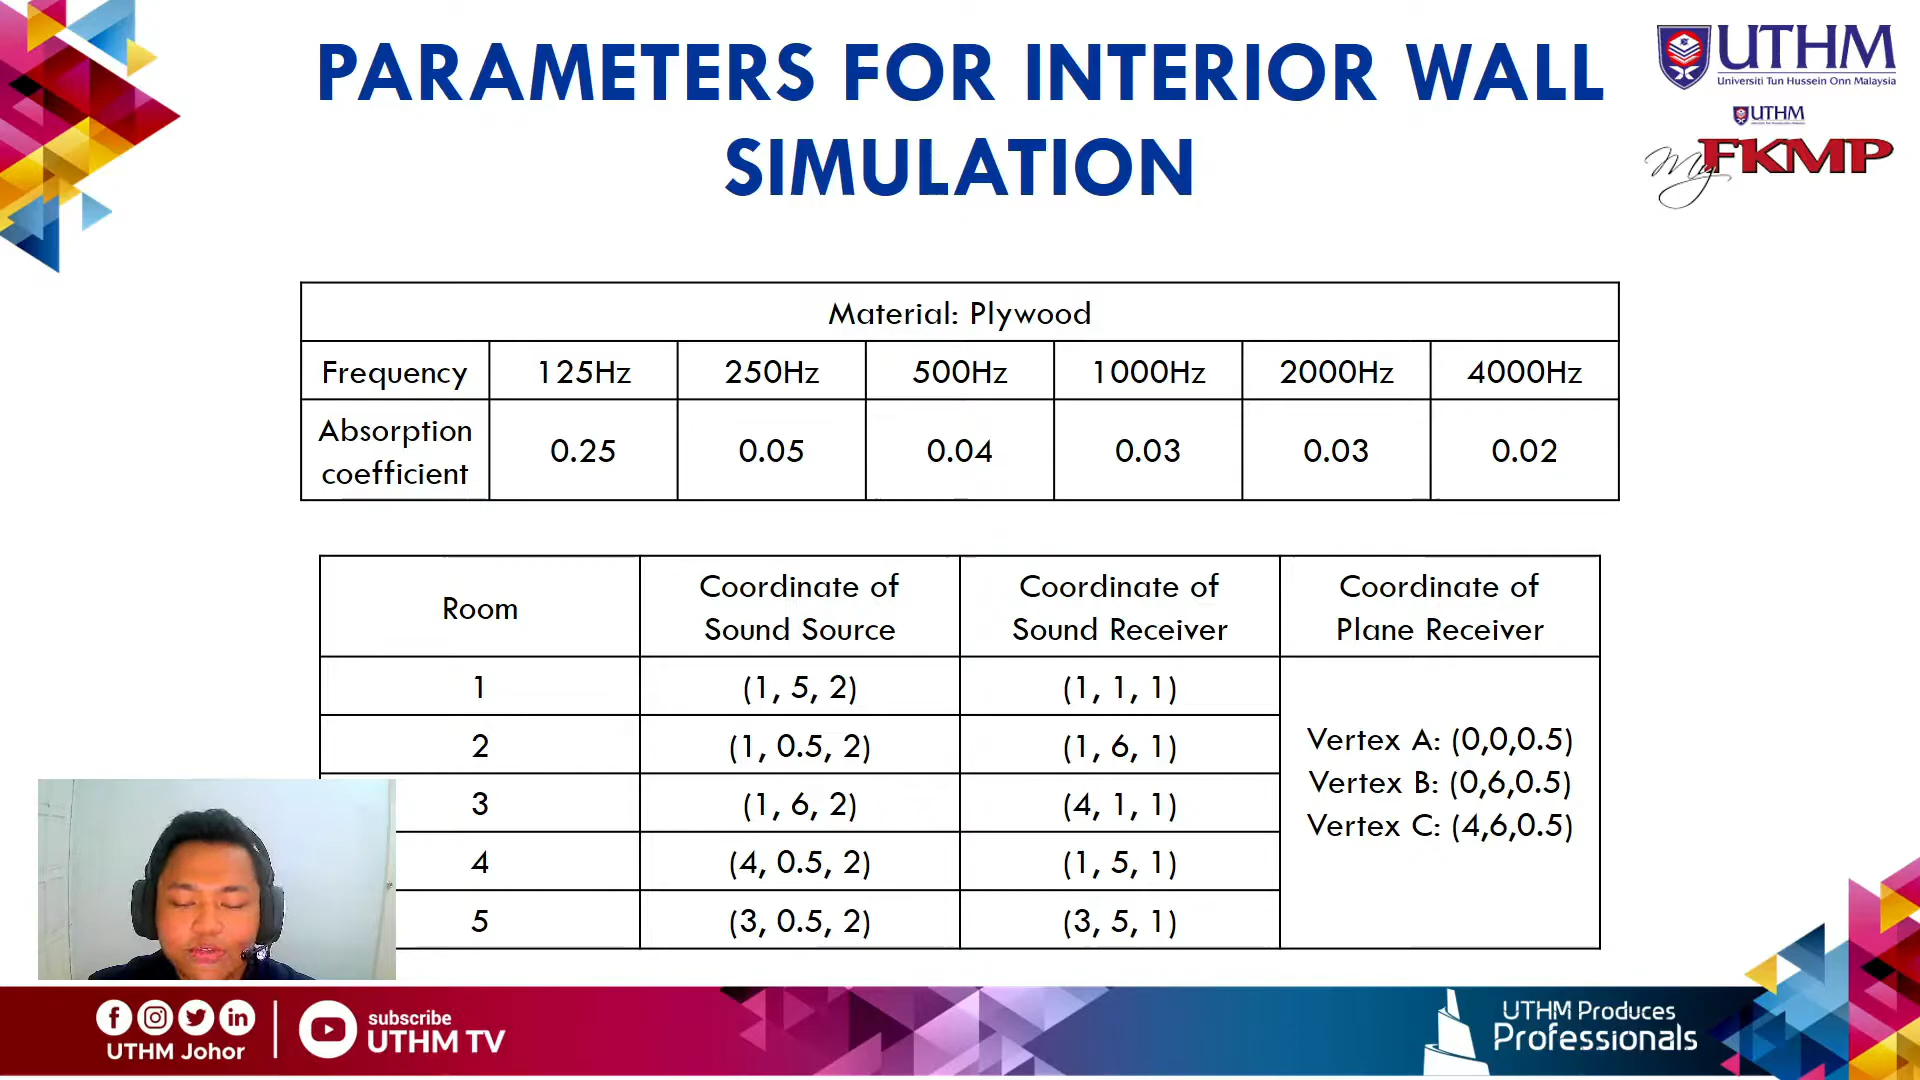 PARAMETERS FOR INTERIOR WALL
SIMULATION
UTHM
Universiti Tun Hussein Onn Malaysia
UTHM
My FKMP
Material: Plywood
Frequency 125Hz 250Hz 500Hz 1000Hz 2000Hz 4000Hz
Absorption
coefficient 0.25 0.05 0.04 0.03 0.03 0.02
Room Coordinate of Sound Source Coordinate of Sound Receiver Coordinate of Plane Receiver
1 (1, 5, 2) (1, 1, 1)
2 (1, 0.5, 2) (1, 6, 1)
3 (1, 6, 2) (4, 1, 1)
4 (4, 0.5, 2) (1, 5, 1)
5 (3, 0.5, 2) (3, 5, 1)
Vertex A: (0,0,0.5)
Vertex B: (0,6,0.5)
Vertex C: (4,6,0.5)
UTHM Johor
subscribe
UTHM TV
UTHM Produces
Professionals